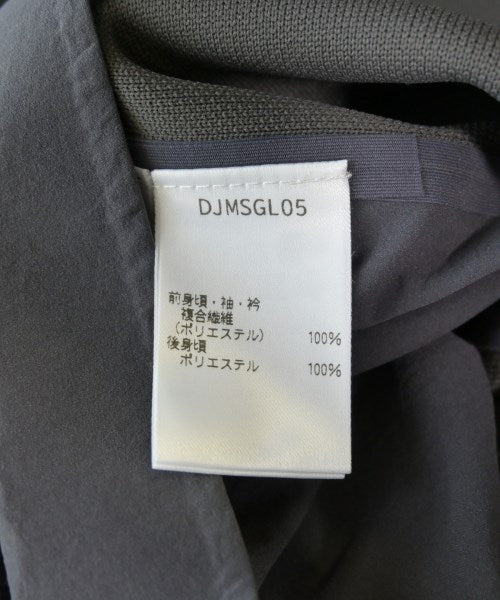 DJMSGL05
前身頃・袖・衿
複合繊維
(ポリエステル) 100%
後身頃
ポリエステル 100%